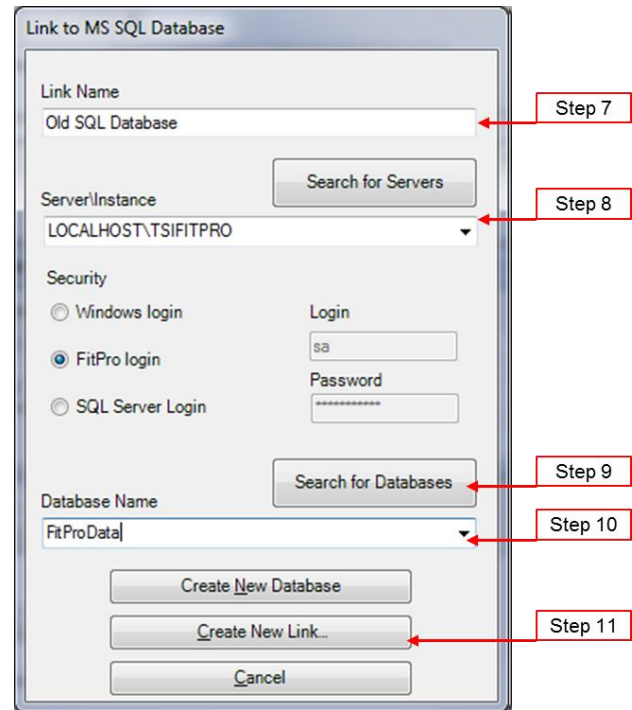 Link to MS SQL Database
Link Name
Old SQL Database
Step 7
Search for Servers
Server\Instance
Step 8
LOCALHOST\TSIFITPRO
Security
Windows login
Login
sa
FitPro login
Password
***********
SQL Server Login
Search for Databases
Step 9
Database Name
FitProData
Step 10
Create New Database
Create New Link...
Step 11
Cancel